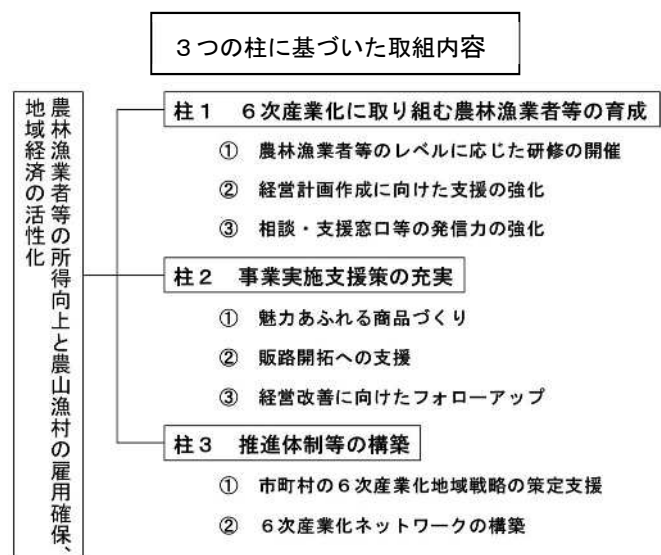 ３つの柱に基づいた取組内容
農林漁業者等の所得向上と農山漁村の雇用確保、
地域経済の活性化
柱１　６次産業化に取り組む農林漁業者等の育成
①　農林漁業者等のレベルに応じた研修の開催
②　経営計画作成に向けた支援の強化
③　相談・支援窓口等の発信力の強化
柱２　事業実施支援策の充実
①　魅力あふれる商品づくり
②　販路開拓への支援
③　経営改善に向けたフォローアップ
柱３　推進体制等の構築
①　市町村の６次産業化地域戦略の策定支援
②　６次産業化ネットワークの構築